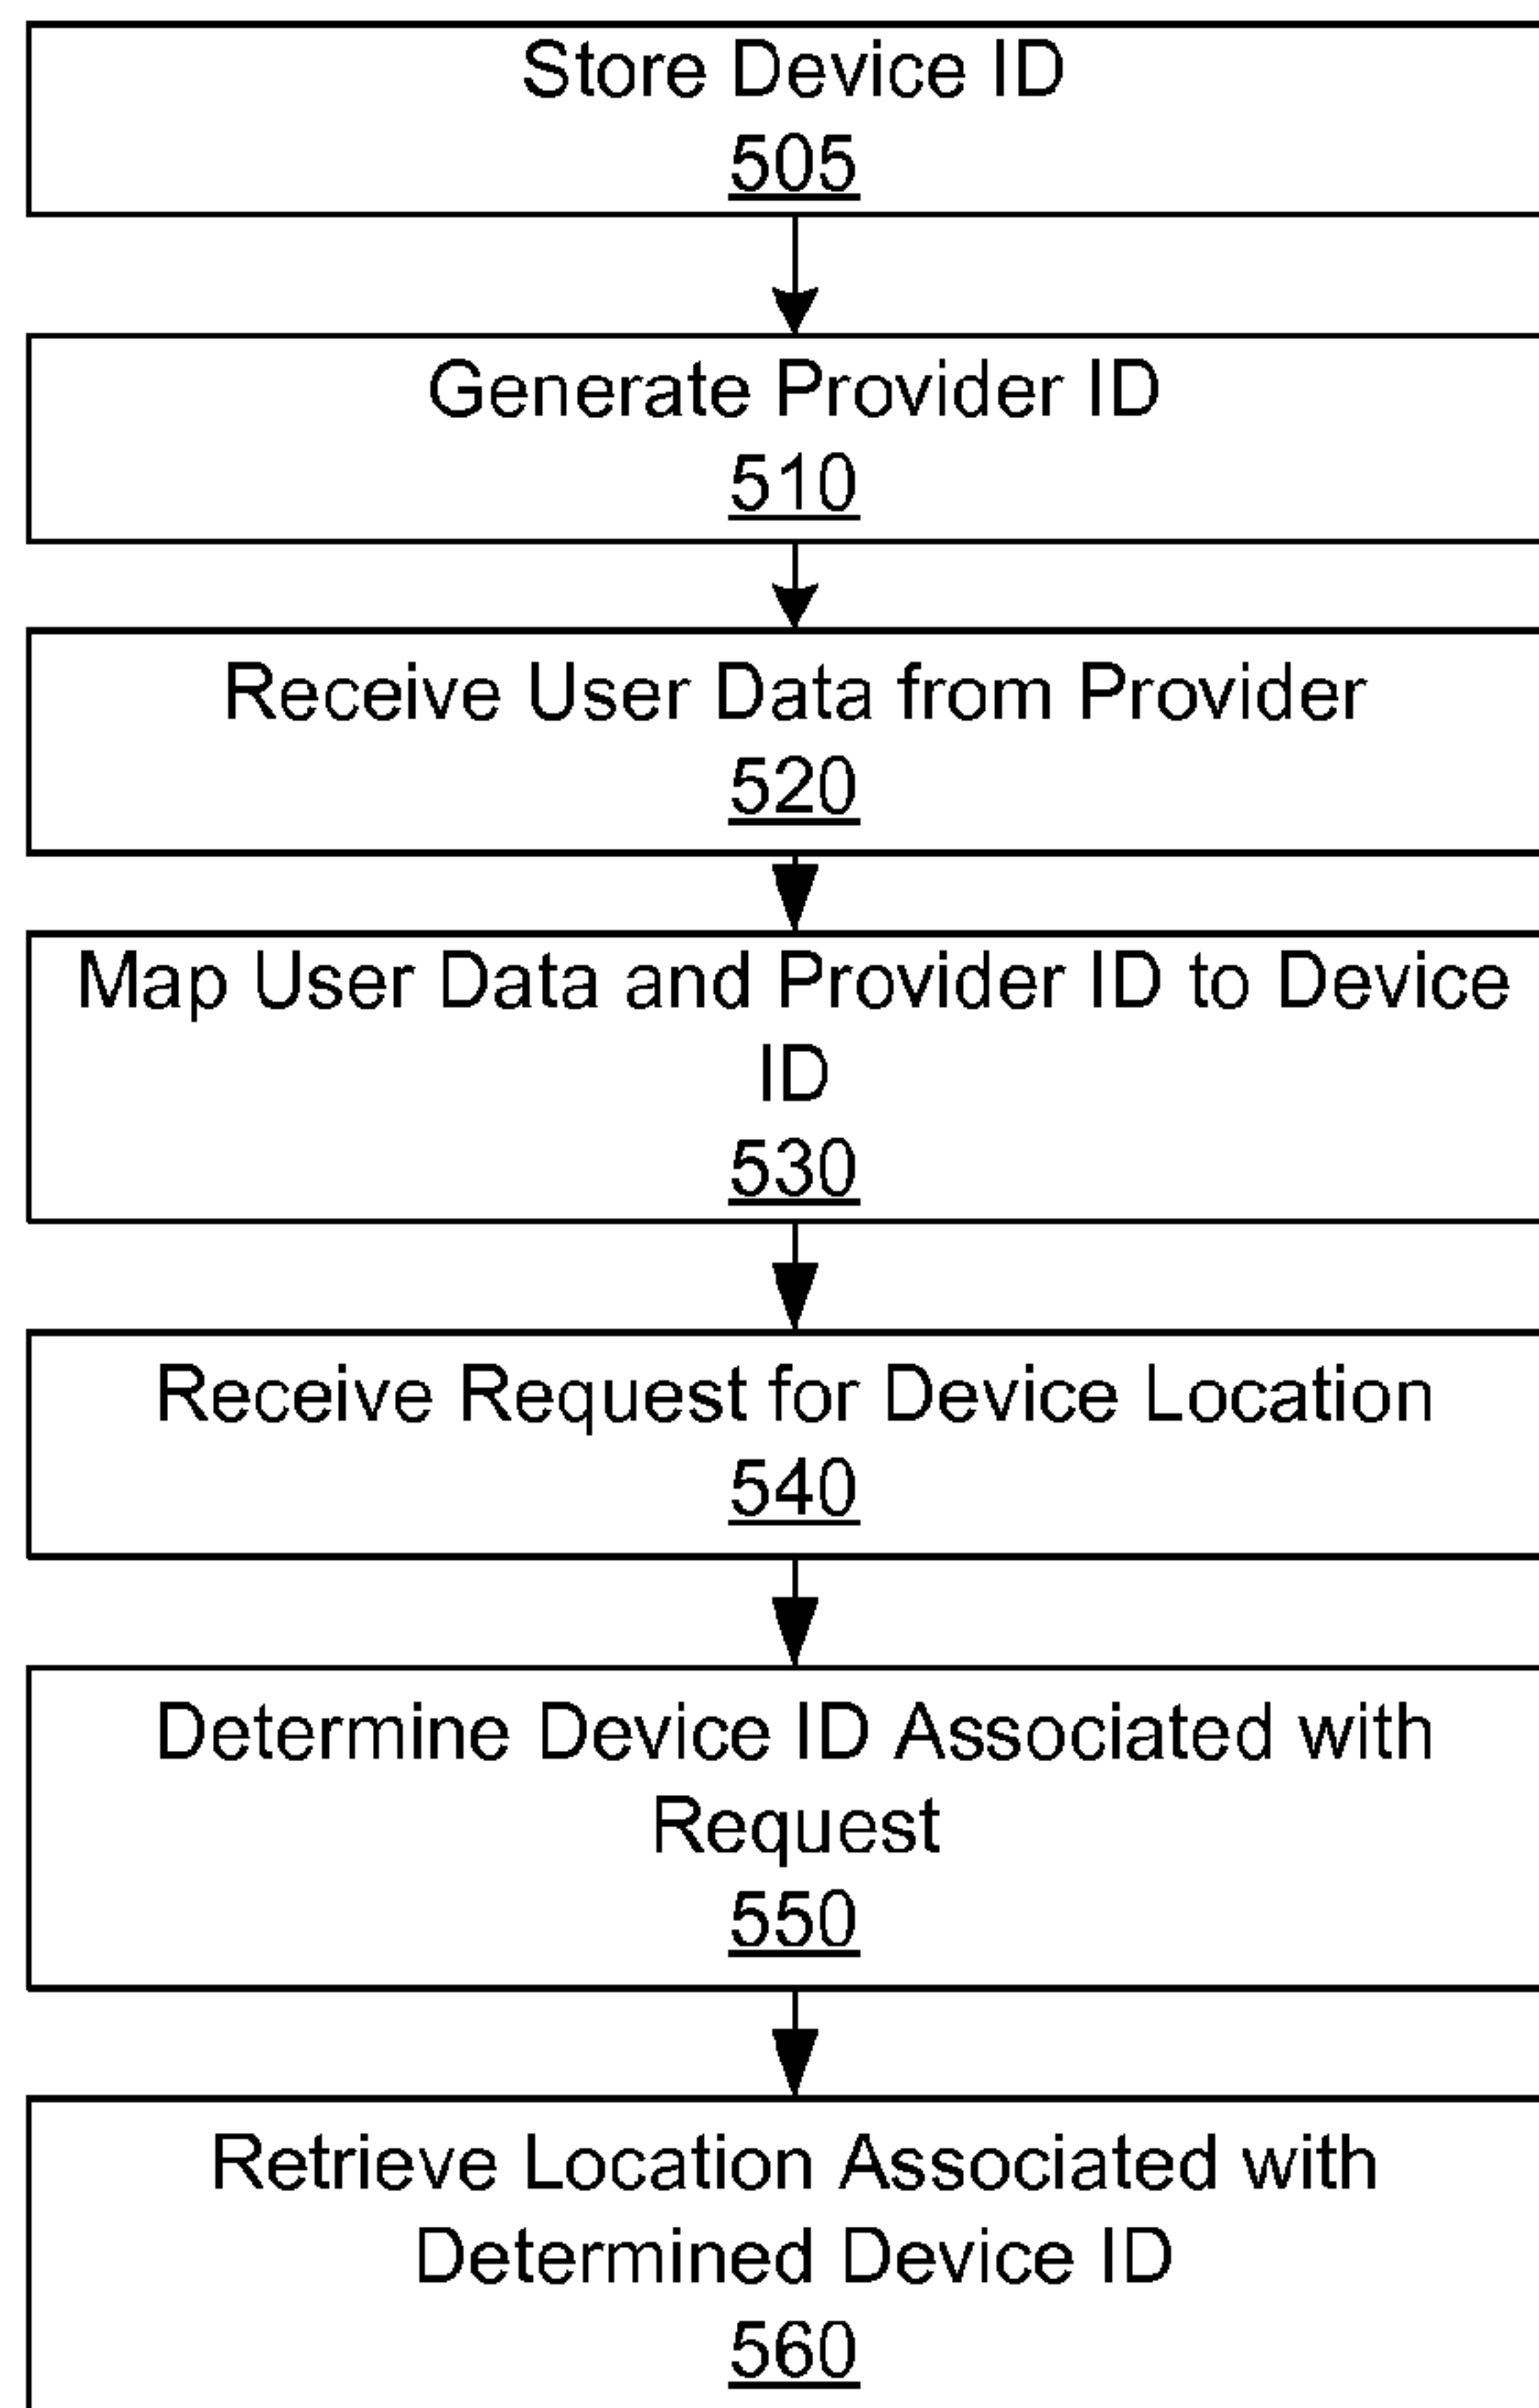 Store Device ID
505
Generate Provider ID
510
Receive User Data from Provider
520
Map User Data and Provider ID to Device
ID
530
Receive Request for Device Location
540
Determine Device ID Associated with
Request
550
Retrieve Location Associated with
Determined Device ID
560